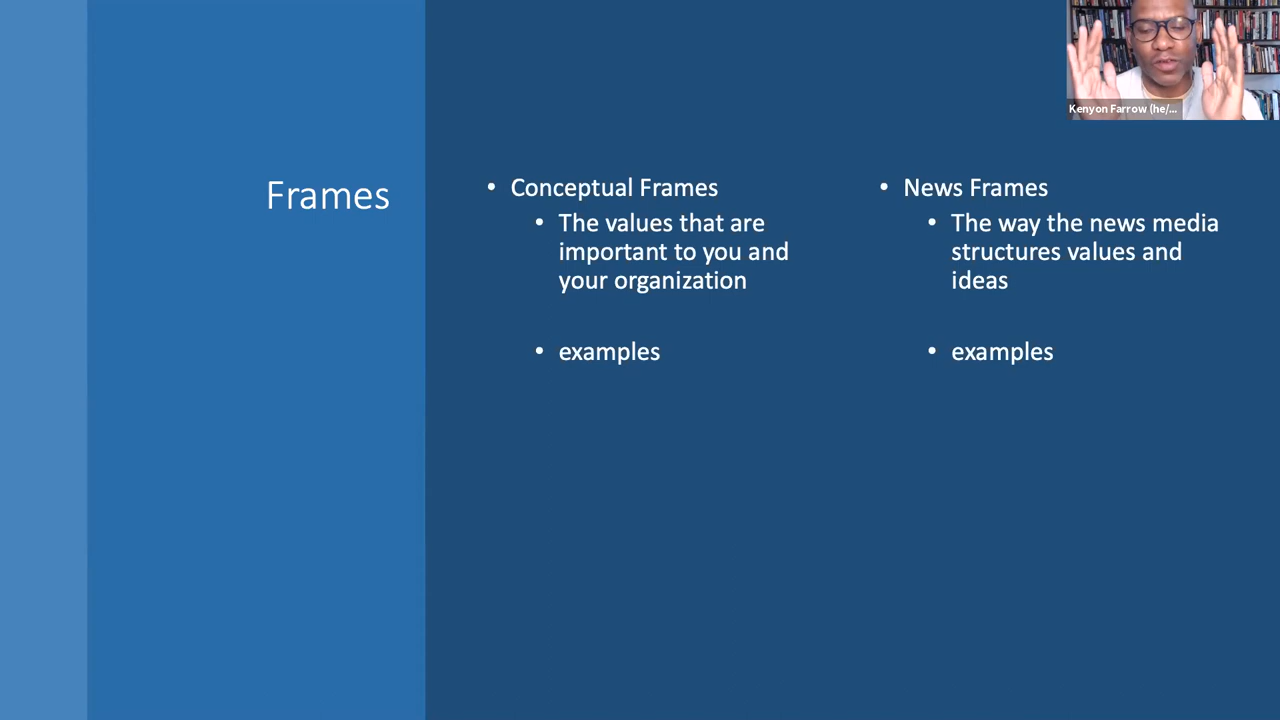 Frames
• Conceptual Frames
• The values that are
important to you and
your organization
• examples
• News Frames
• The way the news media
structures values and
ideas
• examples
Kenyon Farrow (he/...